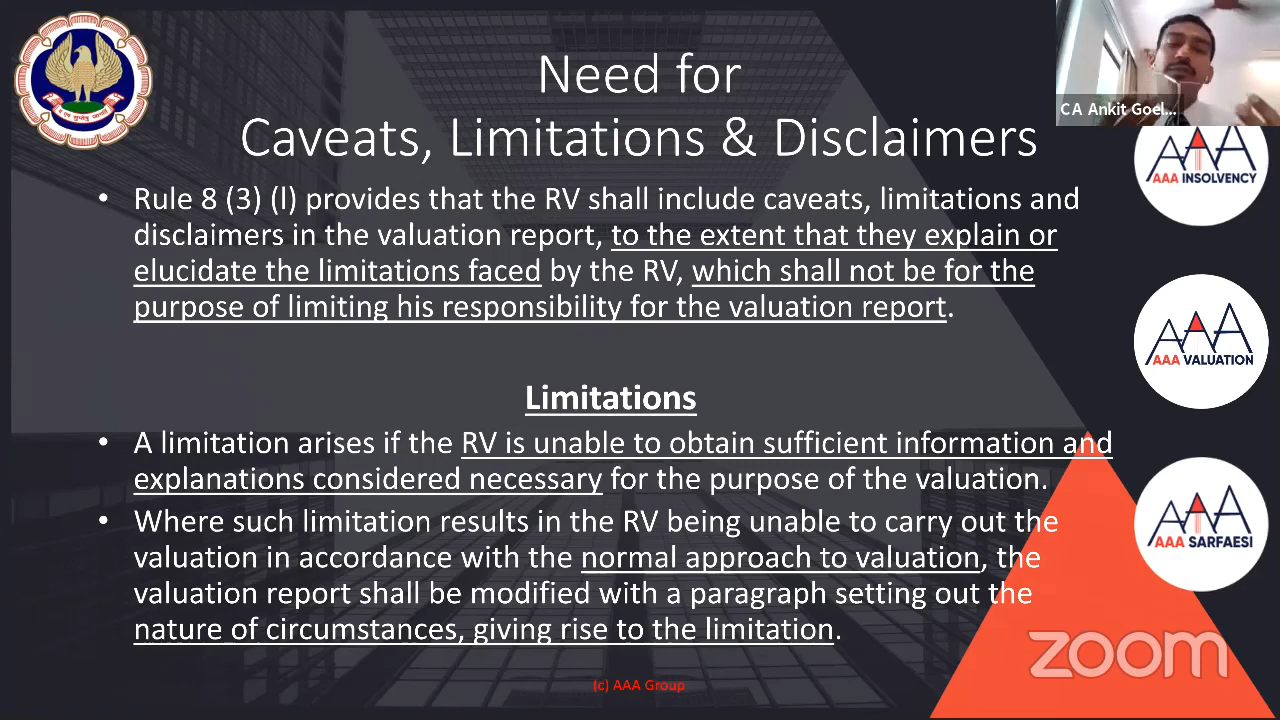 CA Ankit Goel...
Need for
Caveats, Limitations & Disclaimers
• Rule 8 (3) (l) provides that the RV shall include caveats, limitations and
disclaimers in the valuation report, to the extent that they explain or
elucidate the limitations faced by the RV, which shall not be for the
purpose of limiting his responsibility for the valuation report.
Limitations
• A limitation arises if the RV is unable to obtain sufficient information and
explanations considered necessary for the purpose of the valuation.
• Where such limitation results in the RV being unable to carry out the
valuation in accordance with the normal approach to valuation, the
valuation report shall be modified with a paragraph setting out the
nature of circumstances, giving rise to the limitation.
(c) AAA Group
AAA
AAA INSOLVENCY
AAA
AAA VALUATION
AAA
AAA SARFAESI
zoom